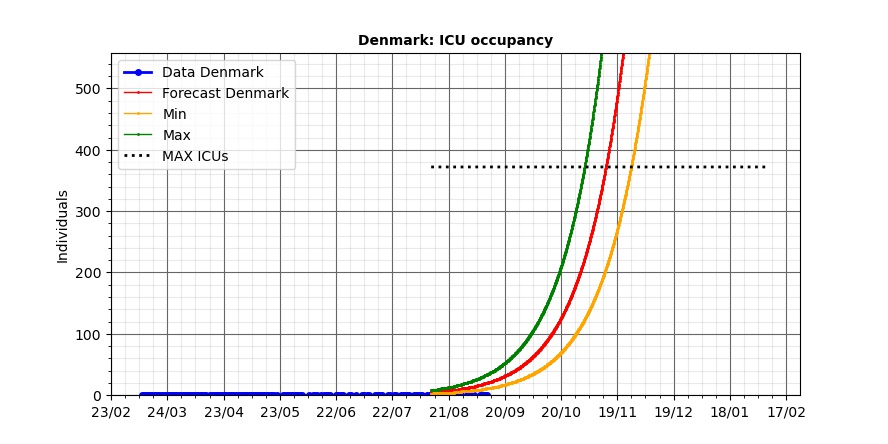 Denmark: ICU occupancy
Data Denmark
Forecast Denmark
Min
Max
MAX ICUs
Individuals
500
400
300
200
100
0
23/02 24/03 23/04 23/05 22/06 22/07 21/08 20/09 20/10 19/11 19/12 18/01 17/02